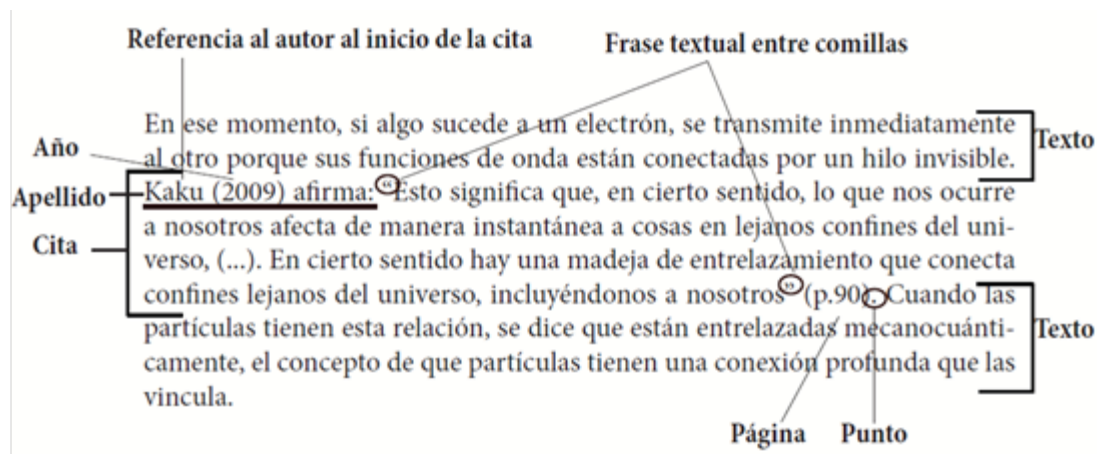 Referencia al autor al inicio de la cita
Frase textual entre comillas
En ese momento, si algo sucede a un electrón, se transmite inmediatamente
Texto
Año
al otro porque sus funciones de onda están conectadas por un hilo invisible.
Apellido
Kaku (2009) afirma: “Esto significa que, en cierto sentido, lo que nos ocurre
a nosotros afecta de manera instantánea a cosas en lejanos confines del uni-
Cita
verso, (...). En cierto sentido hay una madeja de entrelazamiento que conecta
confines lejanos del universo, incluyéndonos a nosotros” (p.90). Cuando las
partículas tienen esta relación, se dice que están entrelazadas mecanocuánti-
Texto
camente, el concepto de que partículas tienen una conexión profunda que las
vincula.
Página
Punto